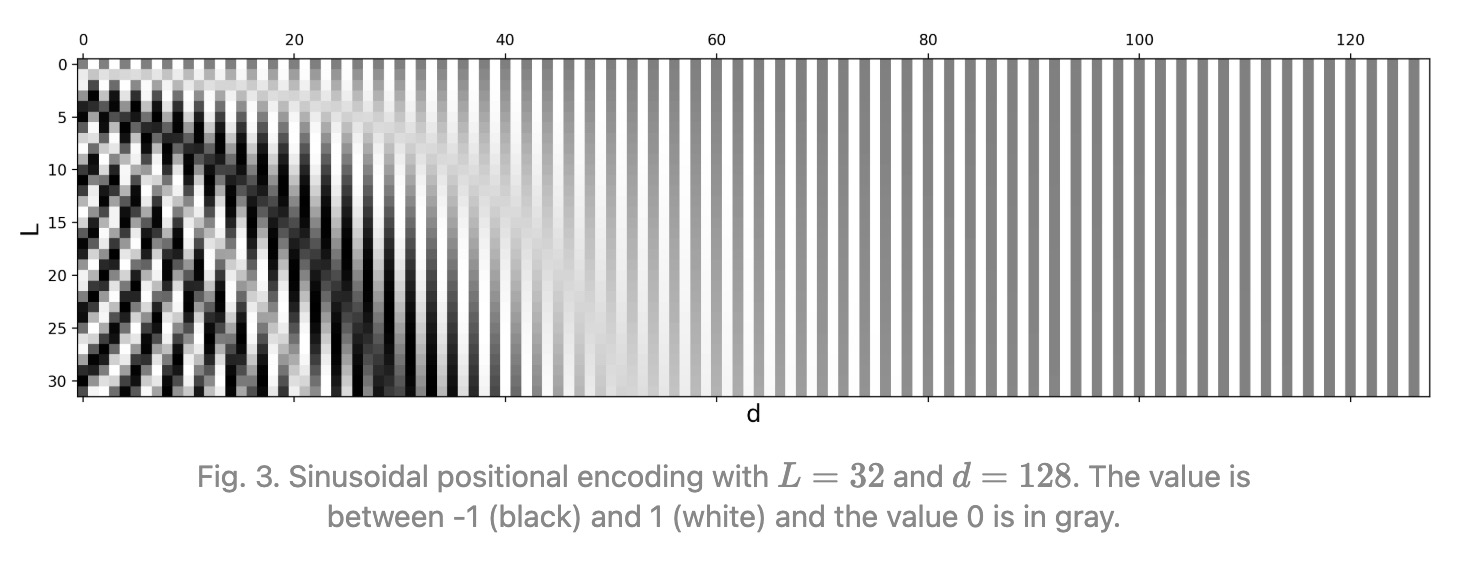 0 20 40 60 80 100 120
0
5
10
15
L
20
25
30
d
Fig. 3. Sinusoidal positional encoding with L = 32 and d = 128. The value is
between -1 (black) and 1 (white) and the value 0 is in gray.